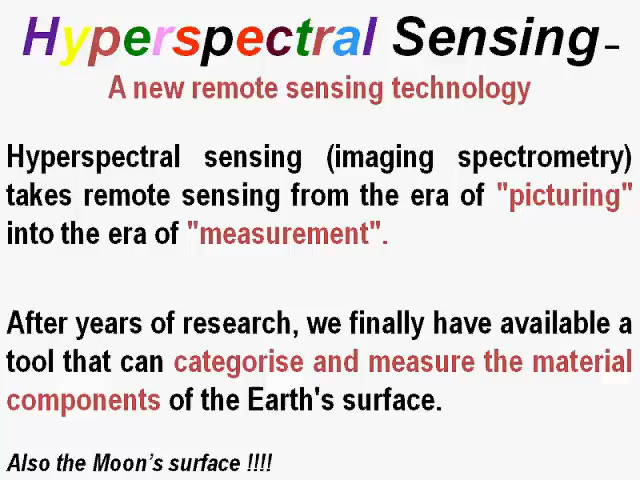 Hyperspectral Sensing –
A new remote sensing technology
Hyperspectral sensing (imaging spectrometry)
takes remote sensing from the era of "picturing"
into the era of "measurement".
After years of research, we finally have available a
tool that can categorise and measure the material
components of the Earth's surface.
Also the Moon’s surface !!!!